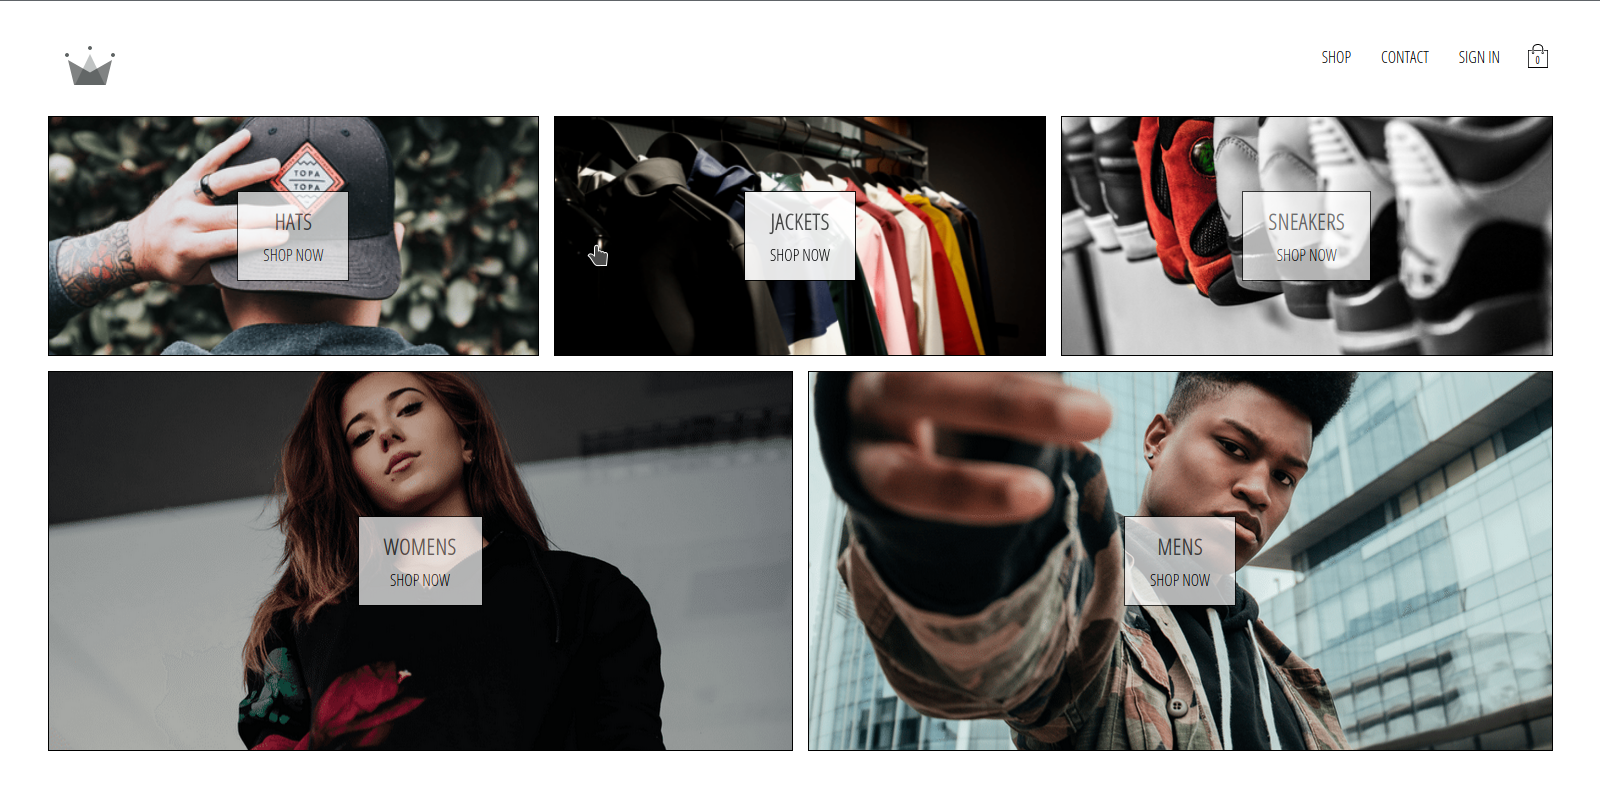 SHOP
CONTACT
SIGN IN
0
TOPA
TOPA
HATS
SHOP NOW
JACKETS
SHOP NOW
SNEAKERS
SHOP NOW
WOMENS
SHOP NOW
MENS
SHOP NOW